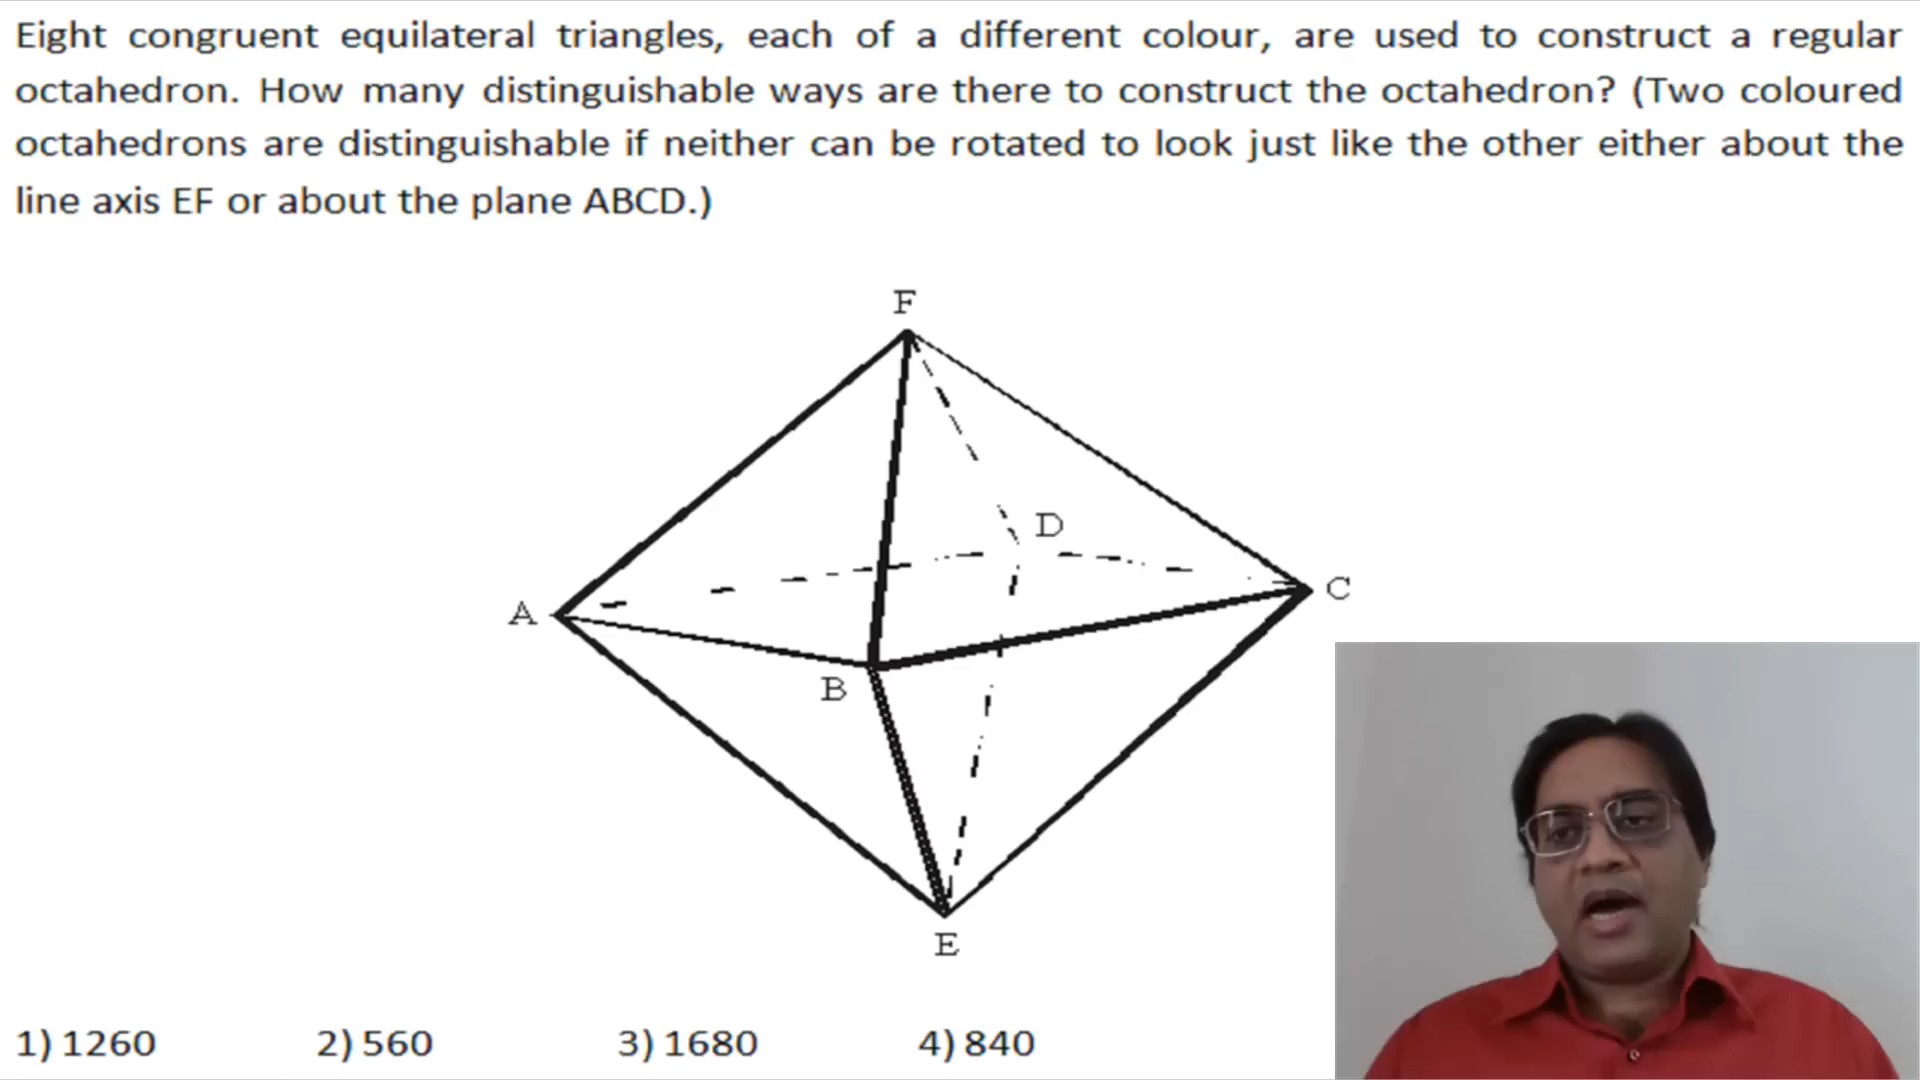 Eight congruent equilateral triangles, each of a different colour, are used to construct a regular
octahedron. How many distinguishable ways are there to construct the octahedron? (Two coloured
octahedrons are distinguishable if neither can be rotated to look just like the other either about the
line axis EF or about the plane ABCD.)
F
D
A
C
B
E
1) 1260 2) 560 3) 1680 4) 840